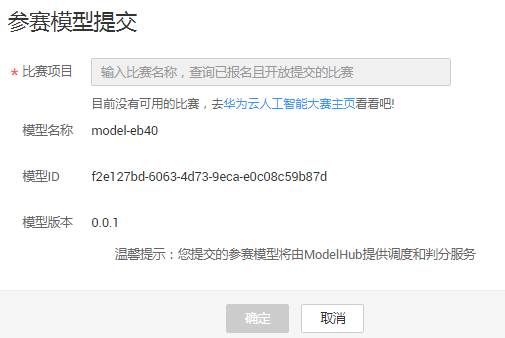 参赛模型提交
* 比赛项目 输入比赛名称，查询已报名且开放提交的比赛
目前没有可用的比赛，去华为云人工智能大赛主页看看吧!
模型名称 model-eb40
模型ID f2e127bd-6063-4d73-9eca-e0c08c59b87d
模型版本 0.0.1
温馨提示：您提交的参赛模型将由ModelHub提供调度和判分服务
确定 取消